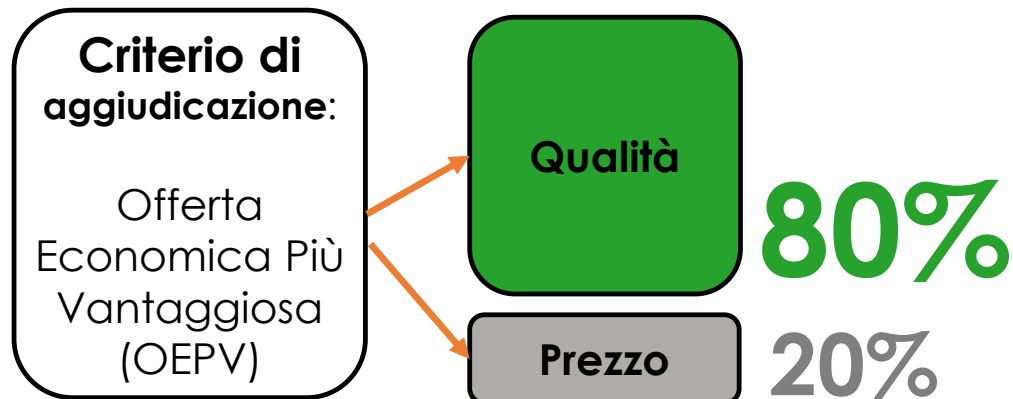 Criterio di
aggiudicazione:
Offerta
Economica Più
Vantaggiosa
(OEPV)
Qualità
80%
Prezzo
20%